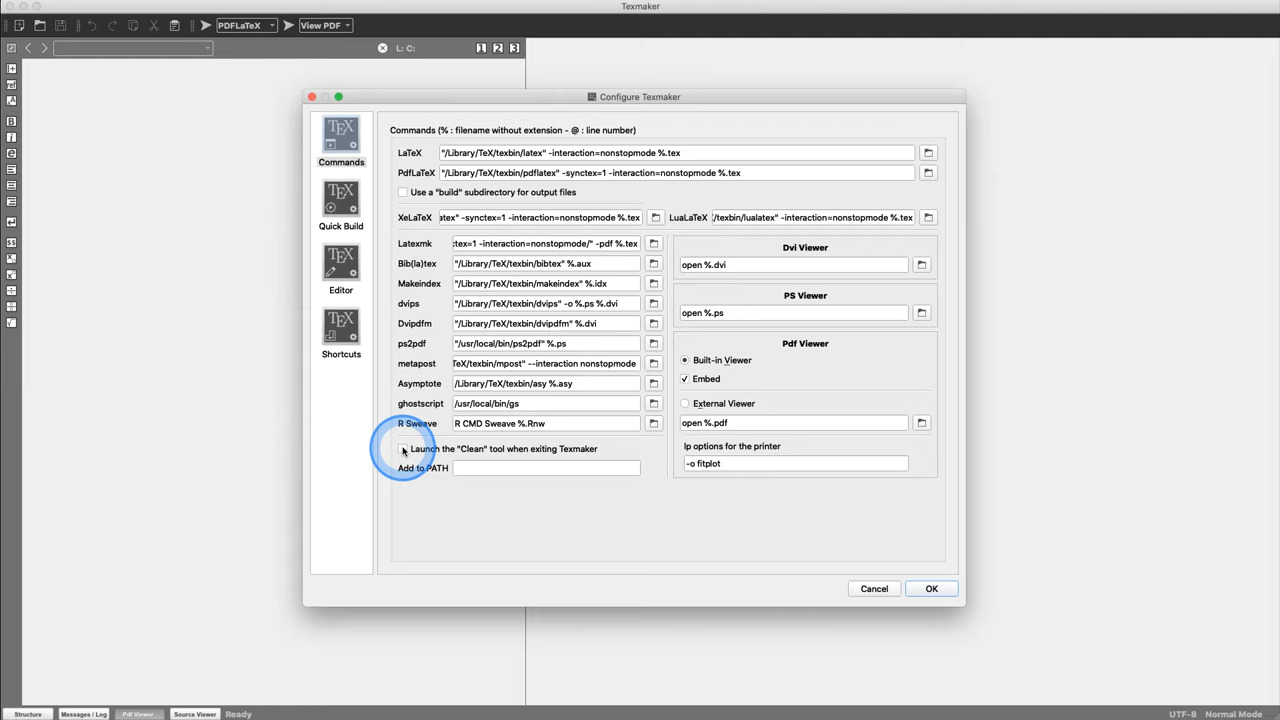 Texmaker
PDFLaTeX
View PDF
L: C:
1 2 3
Configure Texmaker
Commands
Quick Build
Editor
Shortcuts
Commands (% : filename without extension - @ : line number)
LaTeX "/Library/TeX/texbin/latex" -interaction=nonstopmode %.tex
PdfLaTeX "/Library/TeX/texbin/pdflatex" -synctex=1 -interaction=nonstopmode %.tex
Use a "build" subdirectory for output files
XeLaTeX atex" -synctex=1 -interaction=nonstopmode %.tex
LuaLaTeX /texbin/lualatex" -interaction=nonstopmode %.tex
Latexmk ctex=1 -interaction=nonstopmode/" -pdf %.tex
Bib(la)tex "/Library/TeX/texbin/bibtex" %.aux
Makeindex "/Library/TeX/texbin/makeindex" %.idx
dvips "/Library/TeX/texbin/dvips" -o %.ps %.dvi
Dvipdfm "/Library/TeX/texbin/dvipdfm" %.dvi
ps2pdf "/usr/local/bin/ps2pdf" %.ps
metapost TeX/texbin/mpost" --interaction nonstopmode
Asymptote /Library/TeX/texbin/asy %.asy
ghostscript /usr/local/bin/gs
R Sweave R CMD Sweave %.Rnw
Launch the "Clean" tool when exiting Texmaker
Add to PATH
Dvi Viewer
open %.dvi
PS Viewer
open %.ps
Pdf Viewer
Built-in Viewer
Embed
External Viewer
open %.pdf
lp options for the printer
-o fitplot
Cancel
OK
Structure
Messages / Log
Pdf Viewer
Source Viewer
Ready
UTF-8
Normal Mode